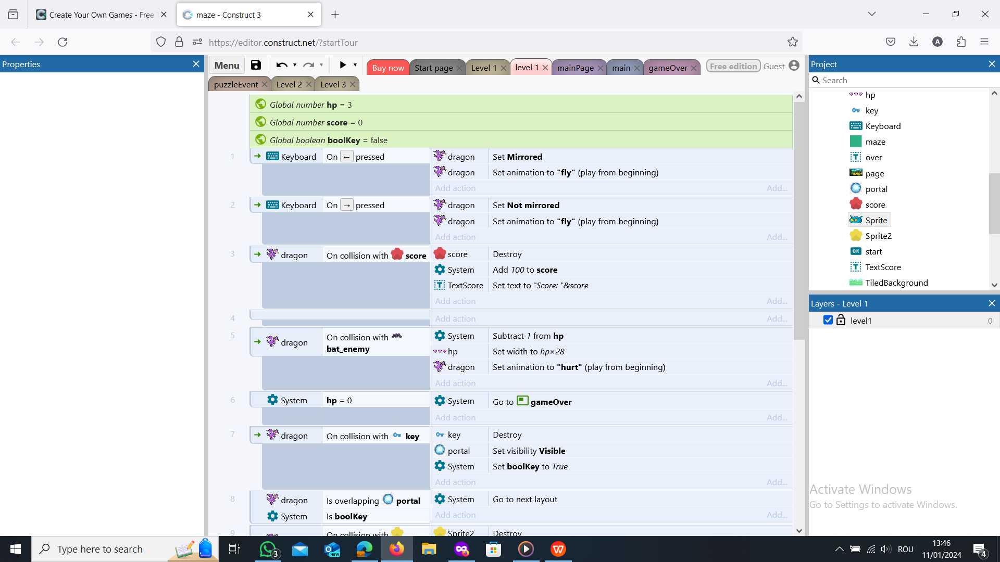 Create Your Own Games - Free T
maze - Construct 3
https://editor.construct.net/?startTour
A
Properties
Menu
Buy now
Start page
Level 1
level 1
mainPage
main
gameOver
Free edition
Guest
puzzleEvent
Level 2
Level 3
Global number hp = 3
Global number score = 0
Global boolean boolKey = false
1
Keyboard On ← pressed
dragon Set Mirrored
dragon Set animation to "fly" (play from beginning)
Add action Add...
2
Keyboard On → pressed
dragon Set Not mirrored
dragon Set animation to "fly" (play from beginning)
Add action Add...
3
dragon On collision with score
score Destroy
System Add 100 to score
TextScore Set text to "Score: "&score
Add action Add...
4
Add action Add...
5
dragon On collision with
bat_enemy
System Subtract 1 from hp
hp Set width to hp×28
dragon Set animation to "hurt" (play from beginning)
Add action Add...
6
System hp = 0
System Go to gameOver
Add action Add...
7
dragon On collision with key
key Destroy
portal Set visibility Visible
System Set boolKey to True
Add action Add...
8
dragon Is overlapping portal
System Is boolKey
System Go to next layout
Add action Add...
9
On collision with
Sprite2 Destroy
Project
Search
hp
key
Keyboard
maze
over
page
portal
score
Sprite
Sprite2
OK start
TextScore
TiledBackground
Layers - Level 1
level1 0
Activate Windows
Go to Settings to activate Windows.
Type here to search
3
NEW
ROU
13:46
11/01/2024
4